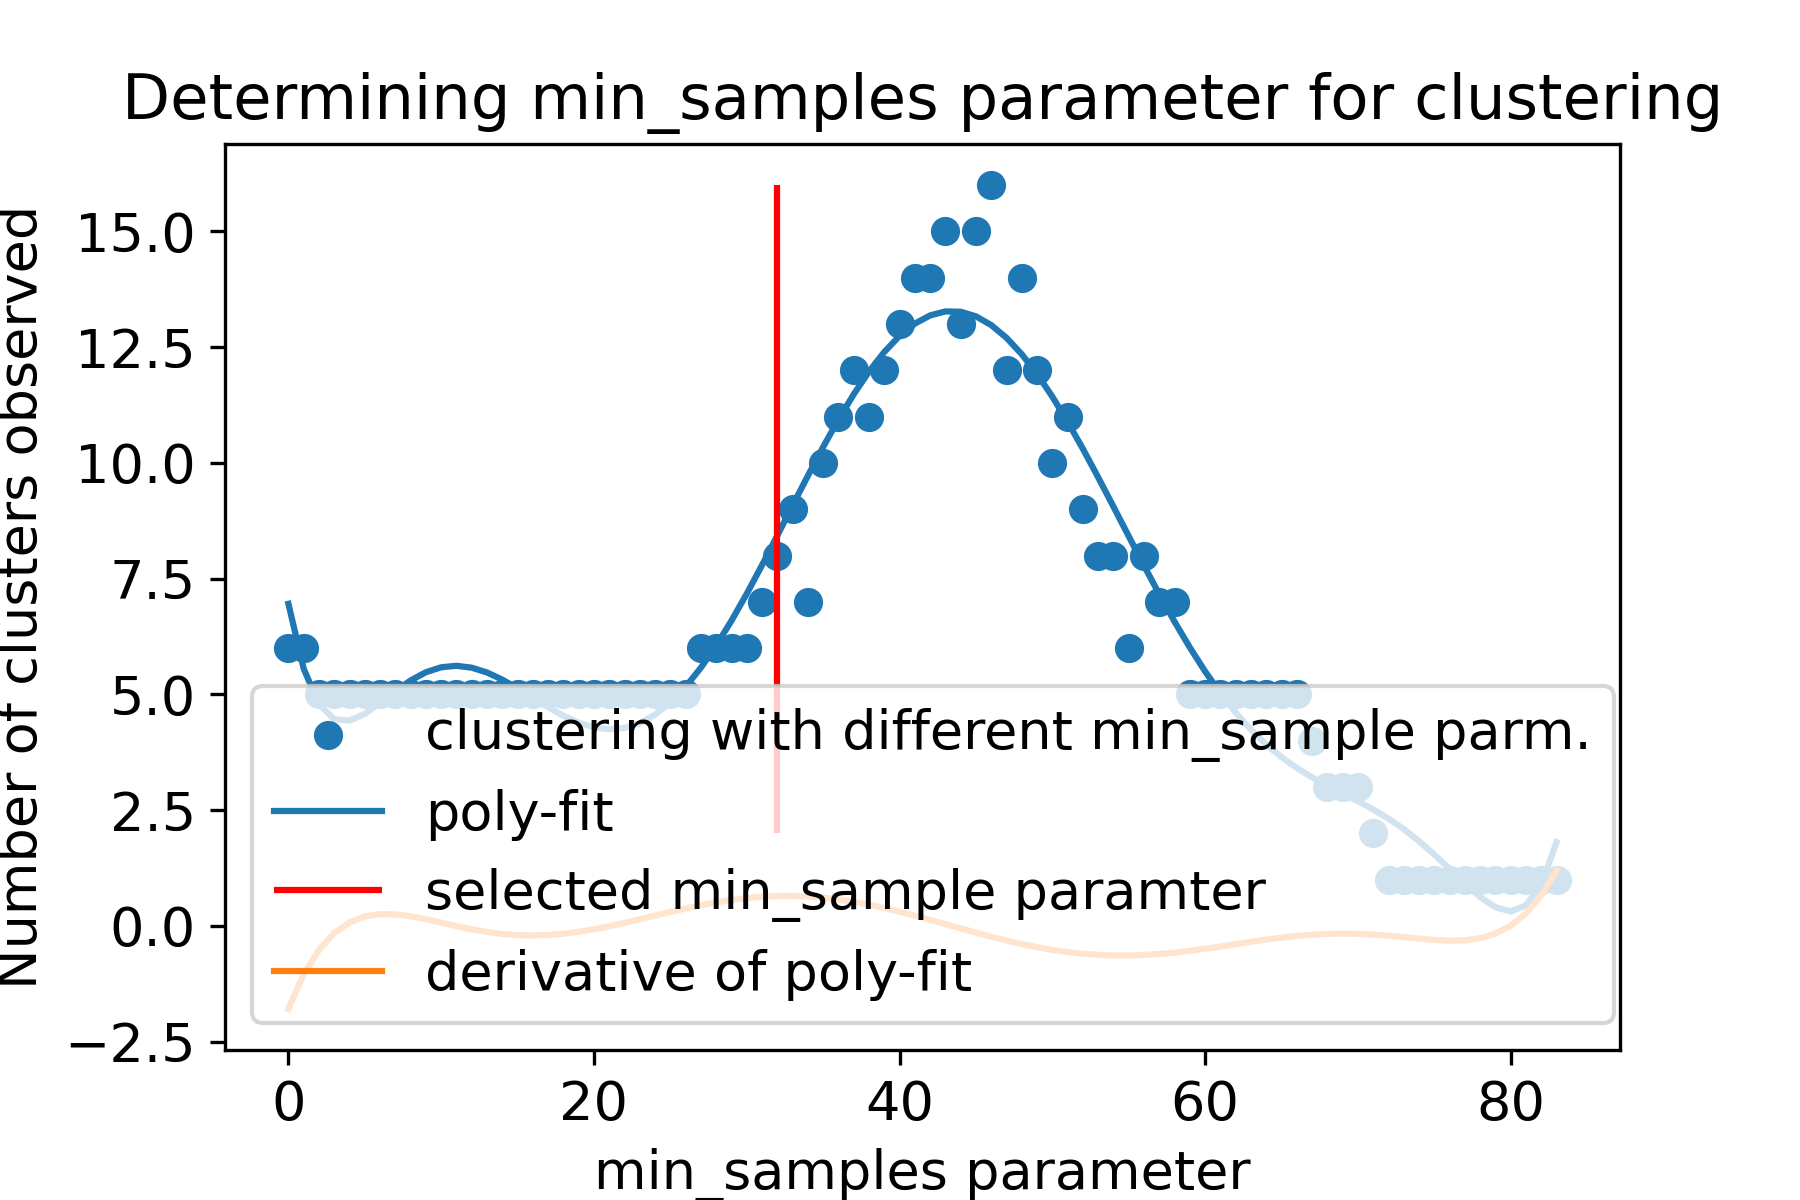 Determining min_samples parameter for clustering
Number of clusters observed
15.0
12.5
10.0
7.5
5.0
2.5
0.0
−2.5
clustering with different min_sample parm.
poly-fit
selected min_sample paramter
derivative of poly-fit
0 20 40 60 80
min_samples parameter